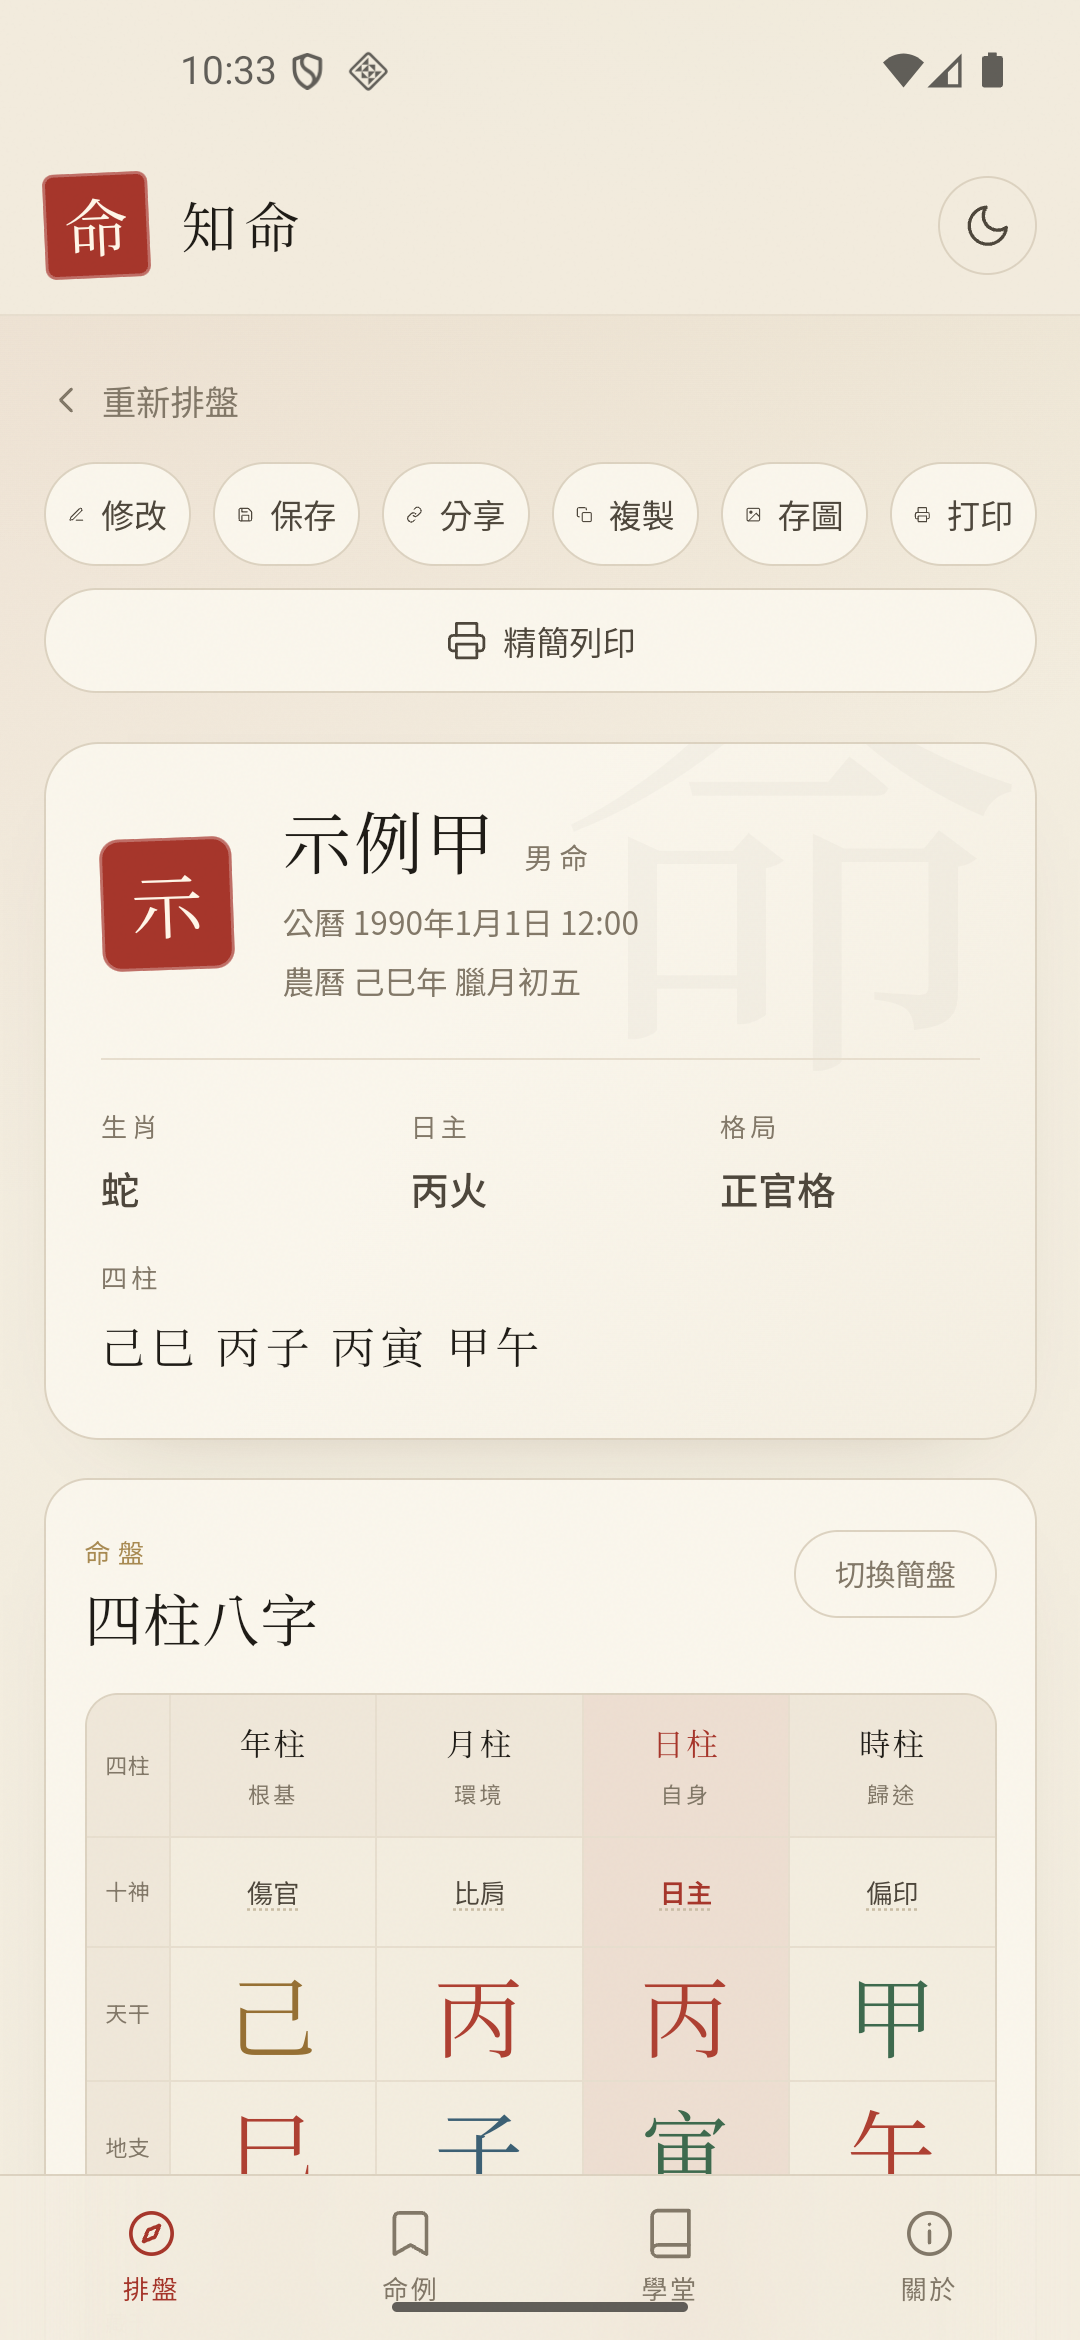 10:33
命 知命
重新排盤
修改 保存 分享 複製 存圖 打印
精簡列印
命
示 示例甲 男命
公曆 1990年1月1日 12:00
農曆 己巳年 臘月初五
生肖 日主 格局
蛇 丙火 正官格
四柱
己巳 丙子 丙寅 甲午
命盤
切換簡盤
四柱八字
四柱 年柱 月柱 日柱 時柱
根基 環境 自身 歸途
十神 傷官 比肩 日主 偏印
天干 己 丙 丙 甲
地支 巳 子 寅 午
排盤 命例 學堂 關於